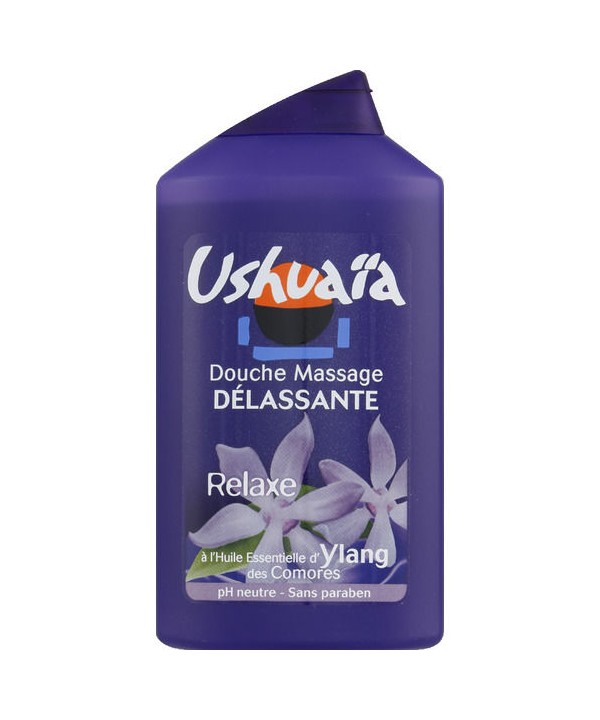 Ushuaïa
Douche Massage
DÉLASSANTE
Relaxe
à l'Huile Essentielle d'Ylang
des Comores
pH neutre - Sans paraben